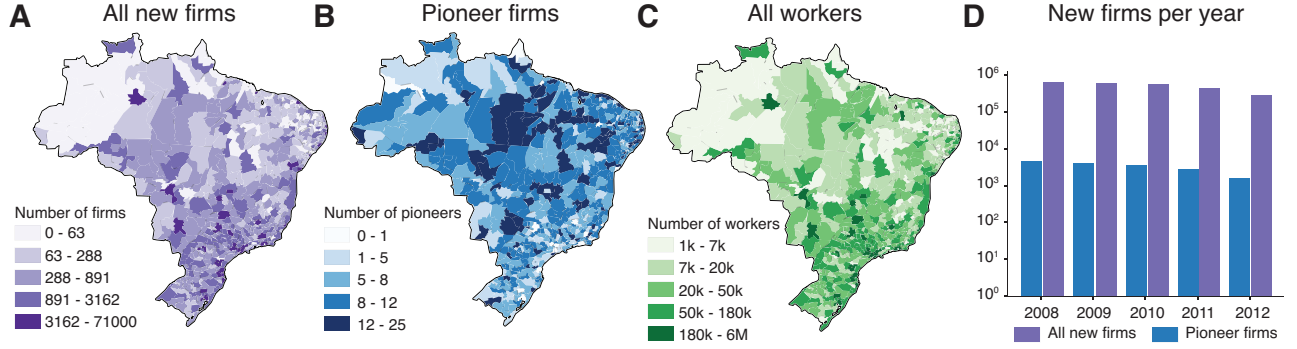 A All new firms
Number of firms
0 - 63
63 - 288
288 - 891
891 - 3162
3162 - 71000
B Pioneer firms
Number of pioneers
0 - 1
1 - 5
5 - 8
8 - 12
12 - 25
C All workers
Number of workers
1k - 7k
7k - 20k
20k - 50k
50k - 180k
180k - 6M
D New firms per year
10⁶
10⁵
10⁴
10³
10²
10¹
10⁰
2008 2009 2010 2011 2012
All new firms Pioneer firms